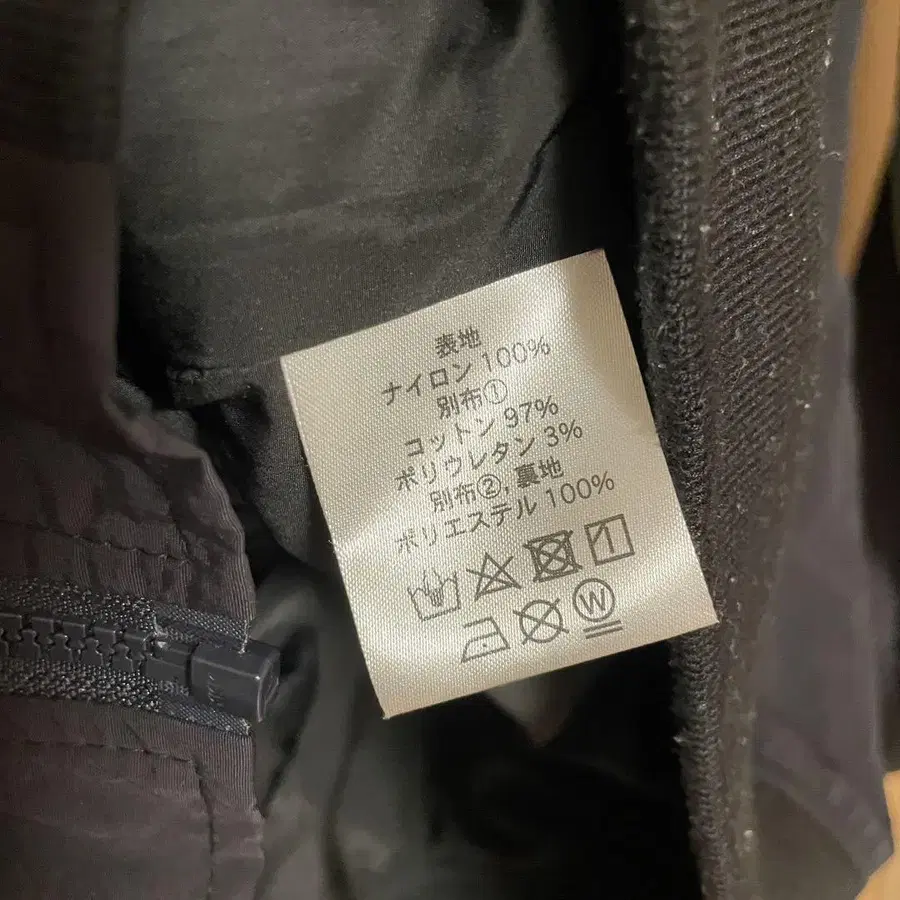 表地
ナイロン 100%
別布①
コットン 97%
ポリウレタン 3%
別布②, 裏地
ポリエステル 100%
W